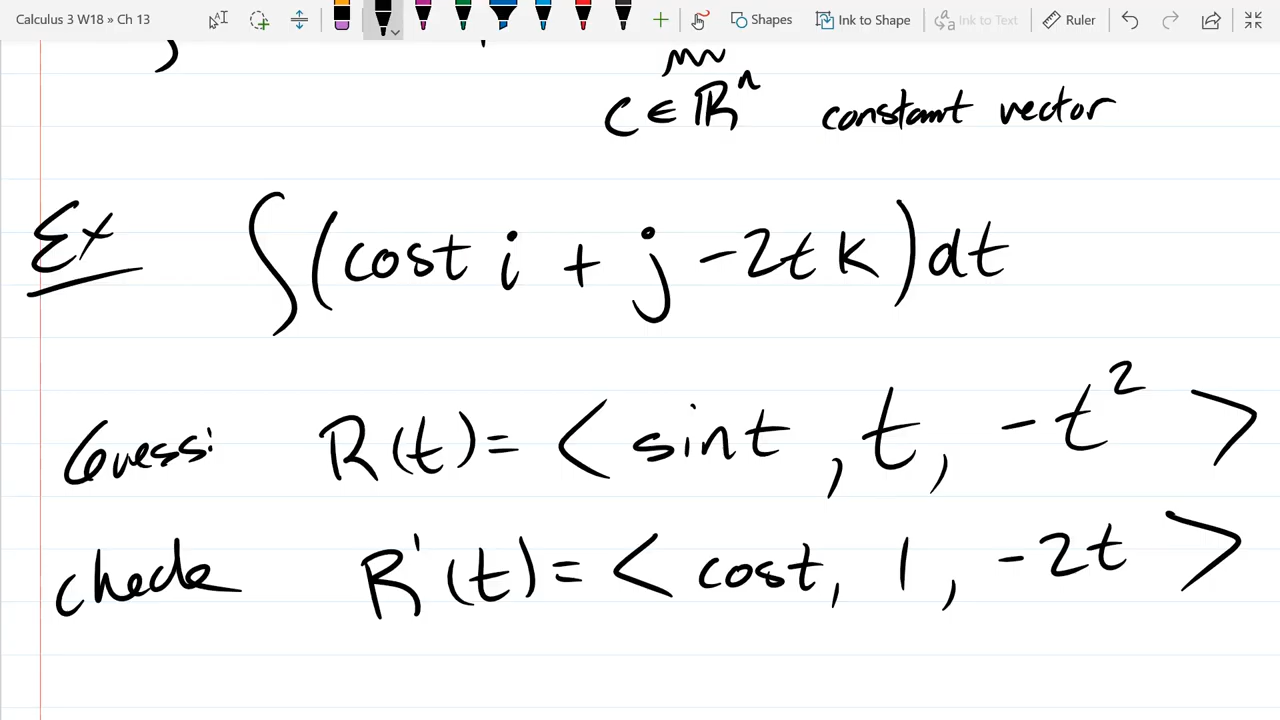 Calculus 3 W18 » Ch 13
Shapes
Ink to Shape
Ink to Text
Ruler
C ∈ ℝⁿ constant vector
Ex ∫(cost i + j -2t k)dt
Guess: R(t)= < sint, t, -t² >
check R'(t)= < cost, 1, -2t >